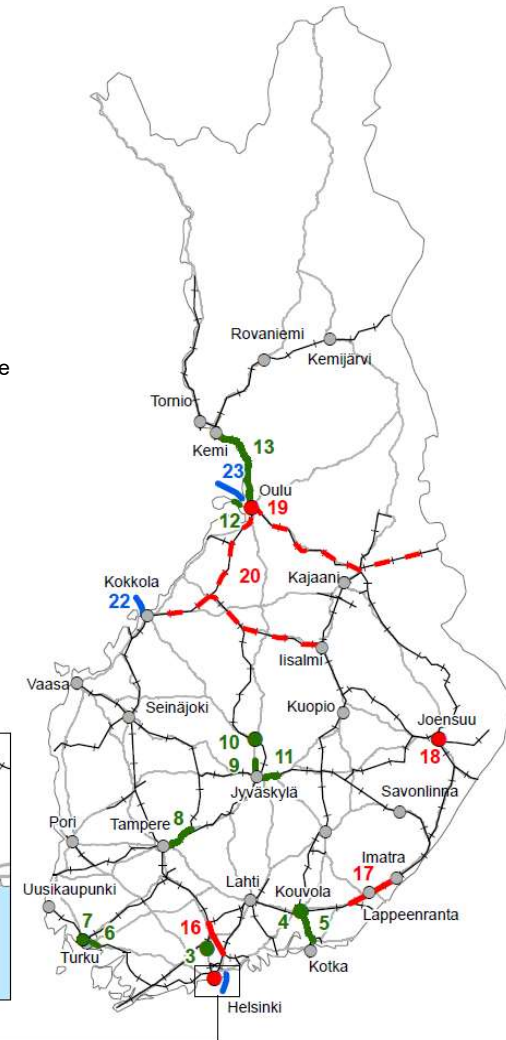 Rovaniemi
Kemijärvi
e
Tornio
Kemi
13
23
Oulu
12
19
20
Kajaani
Kokkola
22
Iisalmi
Vaasa
Seinäjoki
Kuopio
Joensuu
10
18
9
11
Jyväskylä
Savonlinna
8
Pori
Tampere
Imatra
17
Uusikaupunki
Lahti
Kouvola
Lappeenranta
7
6
16
4
5
Turku
3
Kotka
Helsinki